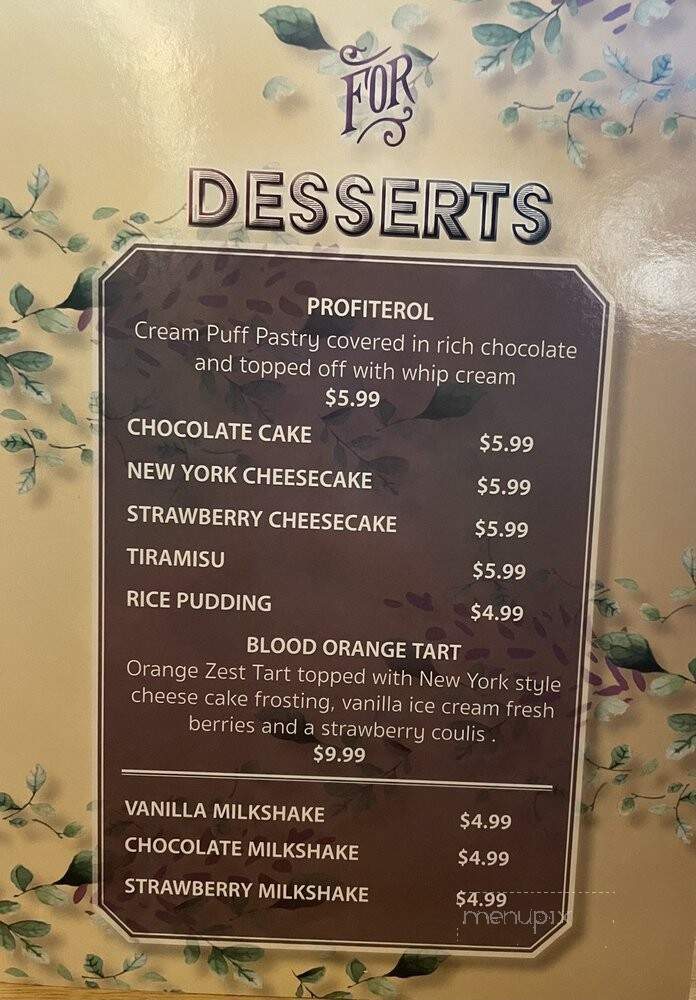 FOR
DESSERTS
PROFITEROL
Cream Puff Pastry covered in rich chocolate
and topped off with whip cream
$5.99
CHOCOLATE CAKE $5.99
NEW YORK CHEESECAKE $5.99
STRAWBERRY CHEESECAKE $5.99
TIRAMISU $5.99
RICE PUDDING $4.99
BLOOD ORANGE TART
Orange Zest Tart topped with New York style
cheese cake frosting, vanilla ice cream fresh
berries and a strawberry coulis .
$9.99
VANILLA MILKSHAKE $4.99
CHOCOLATE MILKSHAKE $4.99
STRAWBERRY MILKSHAKE $4.99
menupix